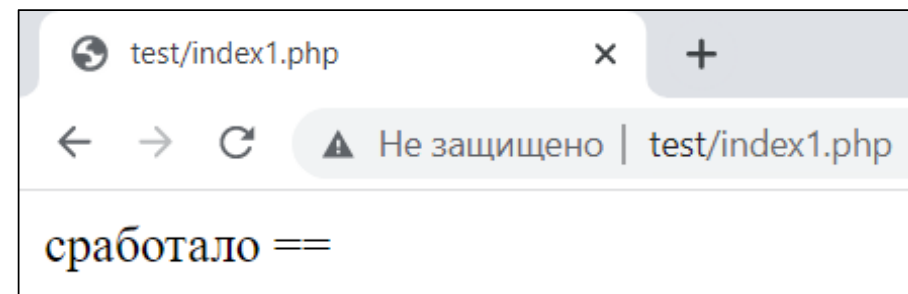 test/index1.php
Не защищено | test/index1.php
сработало ==